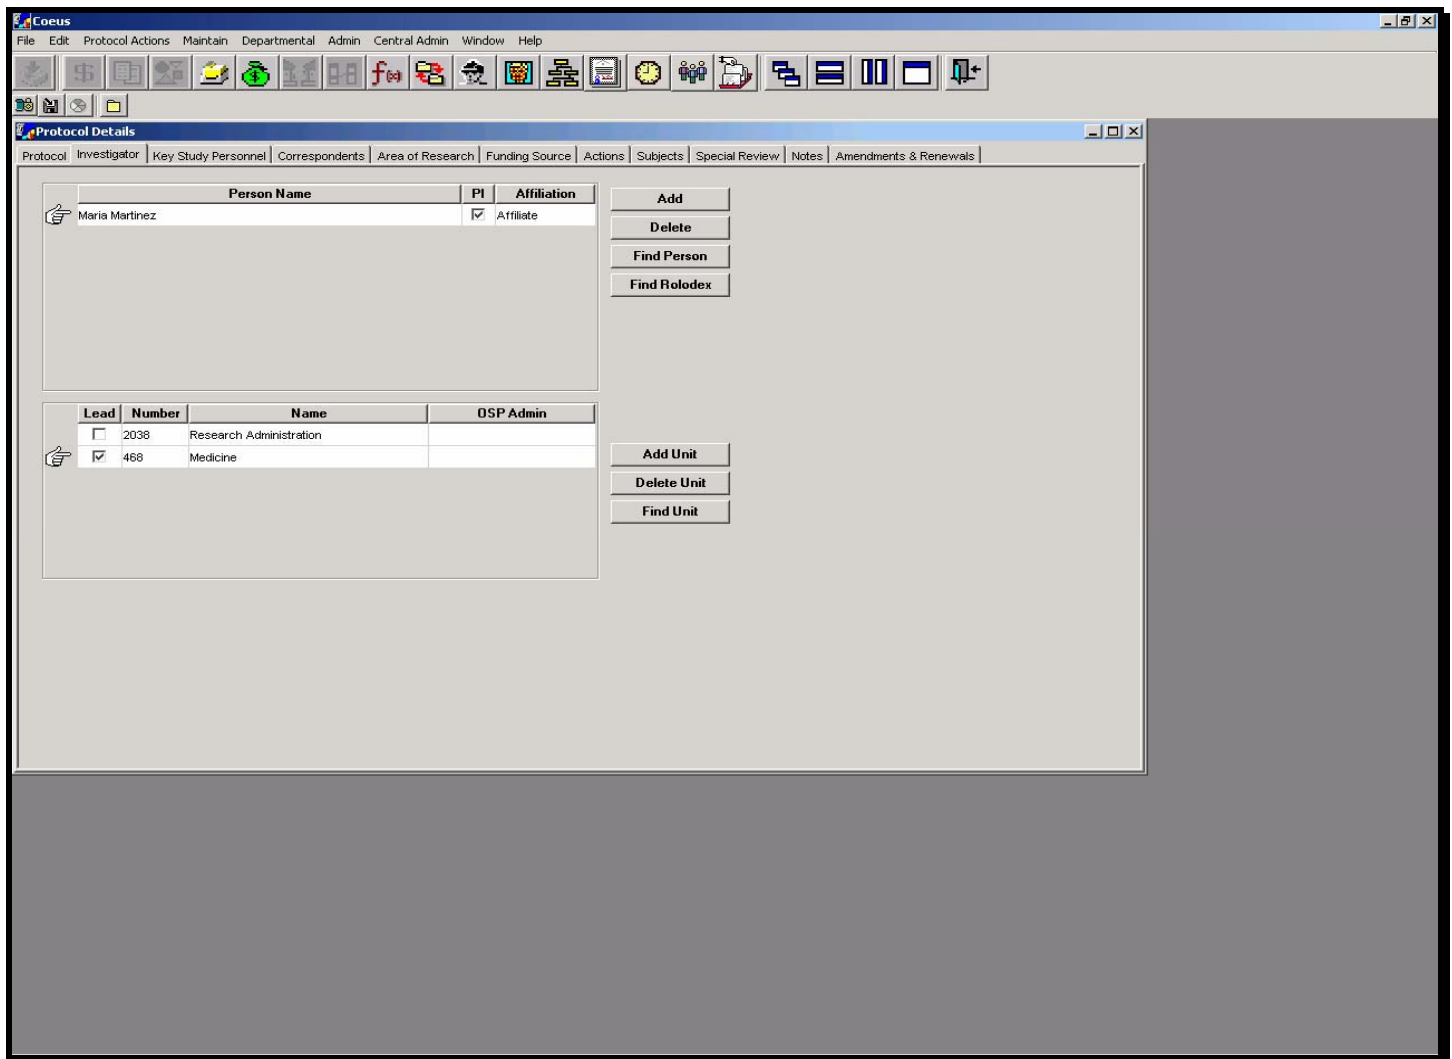 Coeus
File Edit Protocol Actions Maintain Departmental Admin Central Admin Window Help
$ f(x)
Protocol Details
Protocol Investigator Key Study Personnel Correspondents Area of Research Funding Source Actions Subjects Special Review Notes Amendments & Renewals
Person Name PI Affiliation
Maria Martinez Affiliate
Add
Delete
Find Person
Find Rolodex
Lead Number Name OSP Admin
2038 Research Administration
468 Medicine
Add Unit
Delete Unit
Find Unit